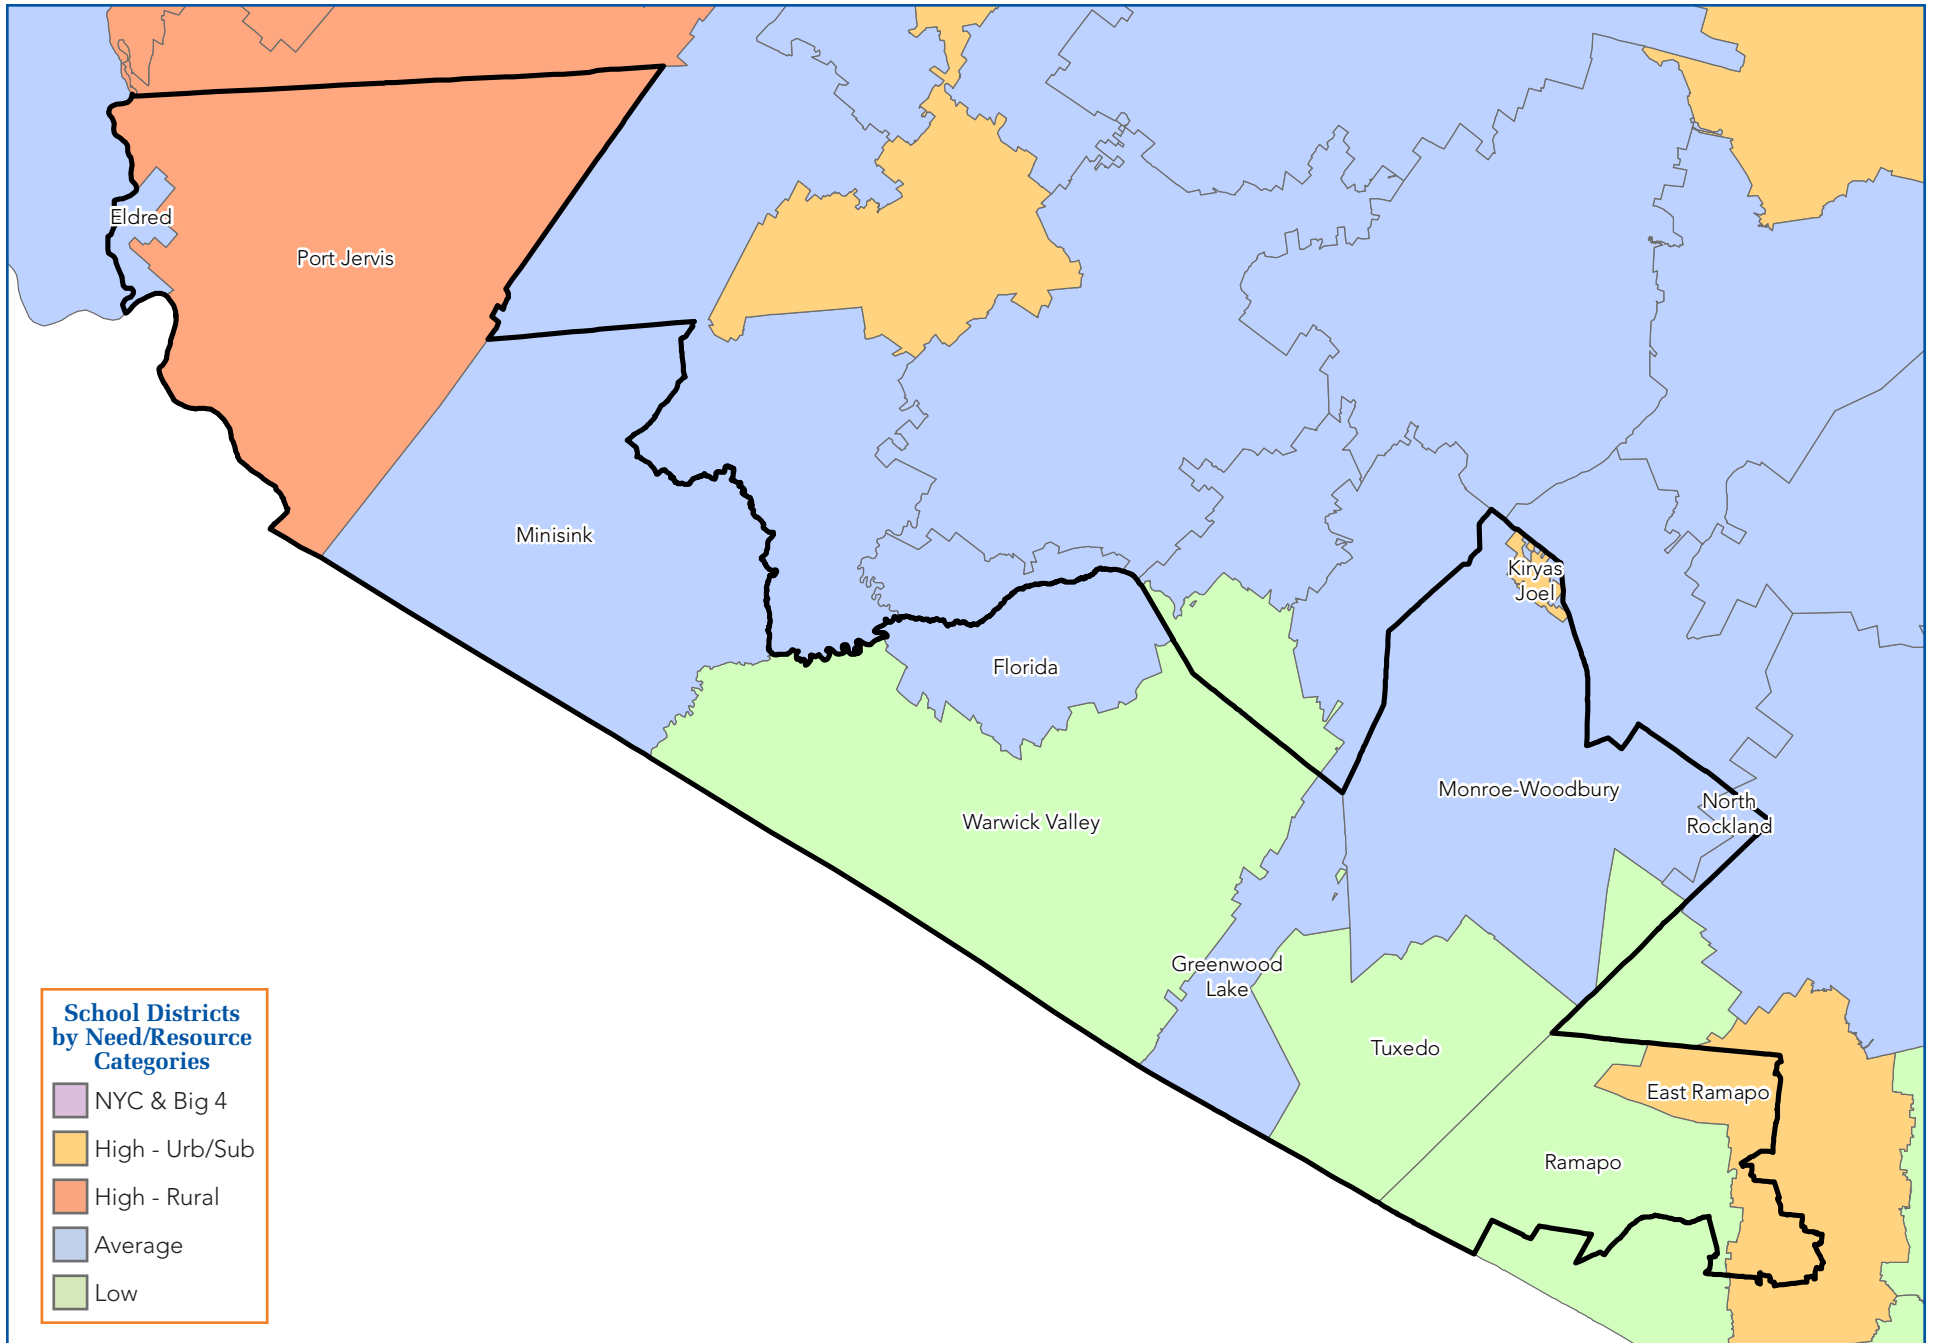 Eldred
Port Jervis
Minisink
Kiryas
Joel
Florida
Monroe-Woodbury
North
Rockland
Warwick Valley
Greenwood
Lake
Tuxedo
East Ramapo
Ramapo
School Districts
by Need/Resource
Categories
NYC & Big 4
High - Urb/Sub
High - Rural
Average
Low